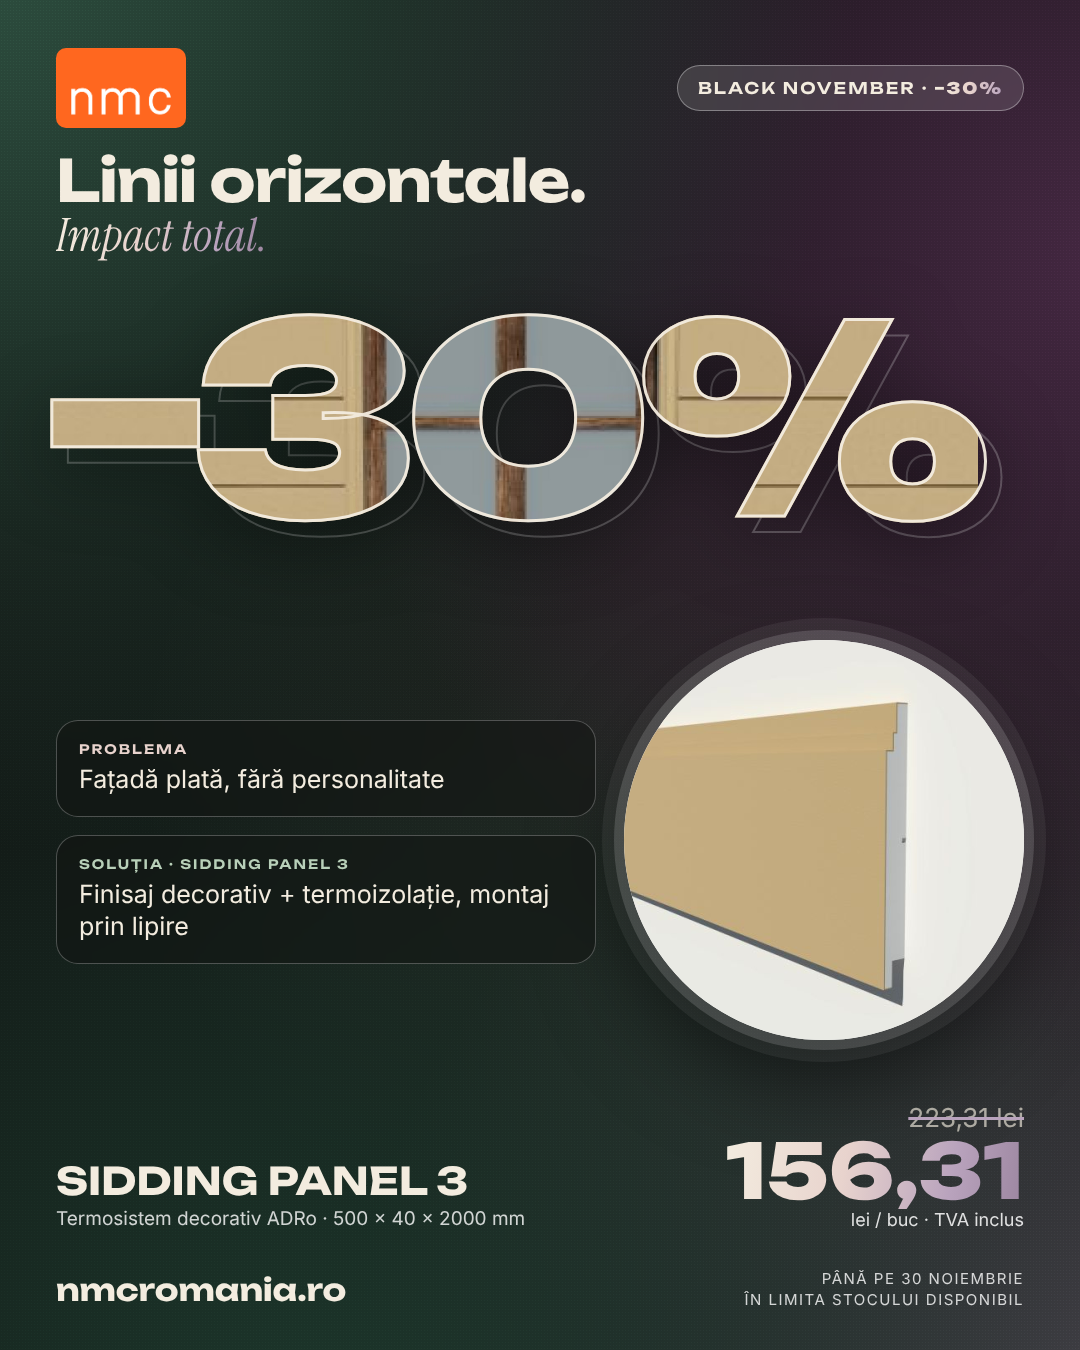 nmc
BLACK NOVEMBER · –30%
Linii orizontale.
Impact total.
–30%
PROBLEMA
Fațadă plată, fără personalitate
SOLUȚIA · SIDDING PANEL 3
Finisaj decorativ + termoizolație, montaj
prin lipire
223,31 lei
156,31
SIDDING PANEL 3
Termosistem decorativ ADRo · 500 × 40 × 2000 mm
lei / buc · TVA inclus
nmcromania.ro
PÂNĂ PE 30 NOIEMBRIE
ÎN LIMITA STOCULUI DISPONIBIL